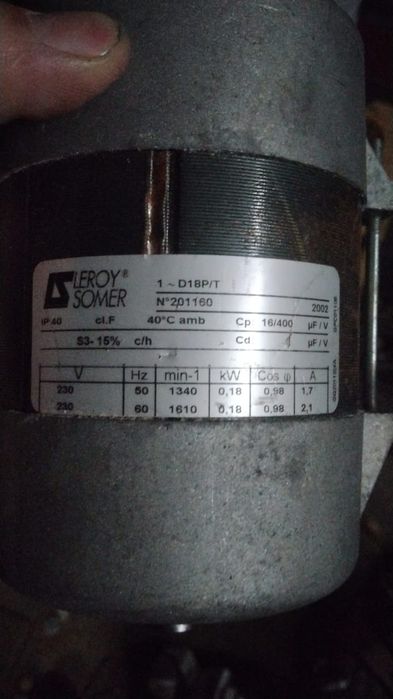 LEROY®
SOMER
1 ~ D18P/T
N°201160 2002
IP 40 cl.F 40°C amb Cp 16/400 µF / V
S3- 15% c/h Cd µF / V
V Hz min-1 kW Cos φ A
230 50 1340 0,18 0,98 1,7
230 60 1610 0,18 0,98 2,1